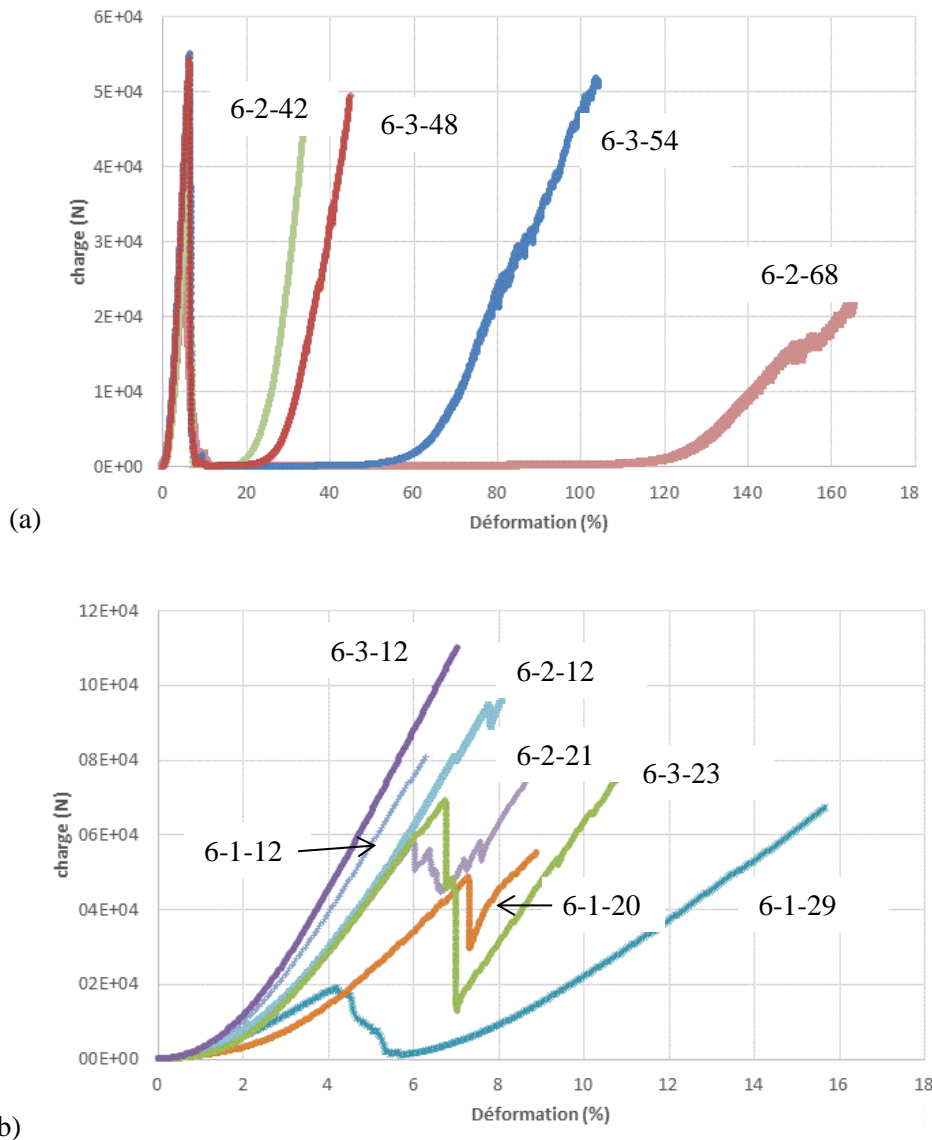 6E+04
5E+04
4E+04
3E+04
2E+04
1E+04
0E+00
charge (N)
6-2-42
6-3-48
6-3-54
6-2-68
0 20 40 60 80 100 120 140 160 18
Déformation (%)
(a)
12E+04
10E+04
08E+04
06E+04
04E+04
02E+04
00E+00
charge (N)
6-3-12
6-2-12
6-2-21
6-3-23
6-1-12
6-1-20
6-1-29
0 2 4 6 8 10 12 14 16 18
Déformation (%)
b)